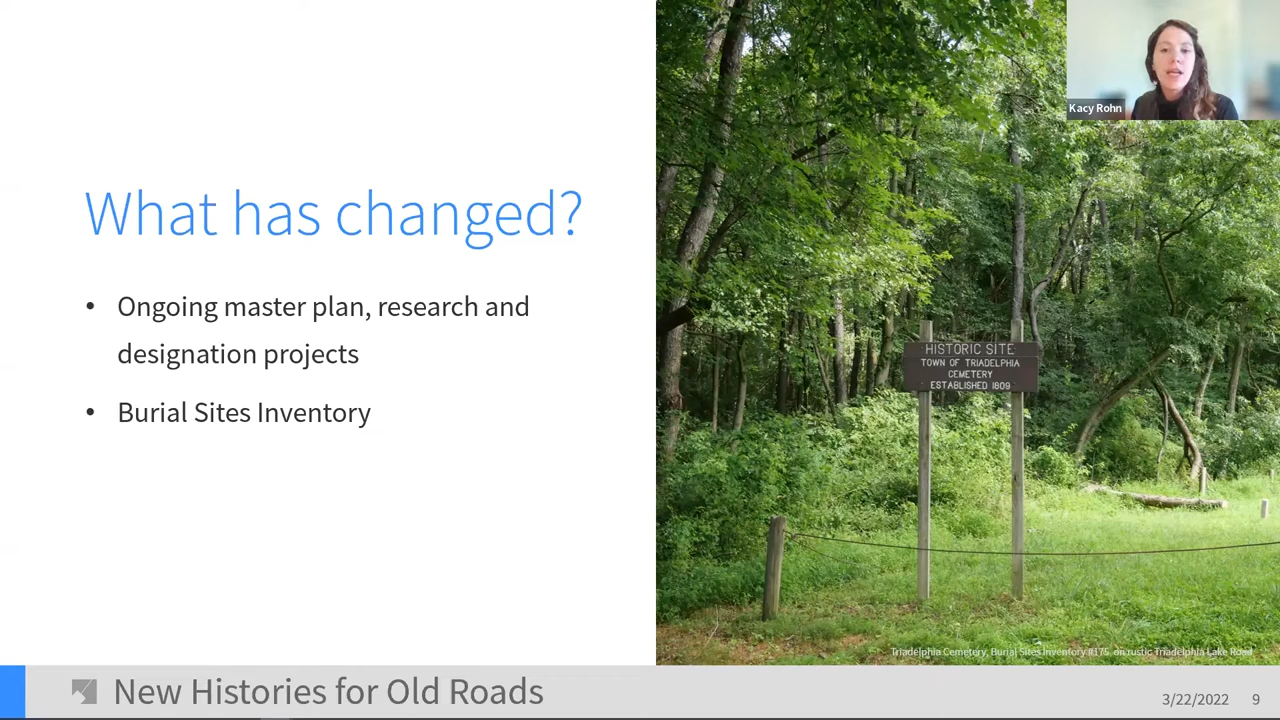 Kacy Rohn
What has changed?
• Ongoing master plan, research and
designation projects
• Burial Sites Inventory
HISTORIC SITE
TOWN OF TRIADELPHIA
CEMETERY
ESTABLISHED 1809
Triadelphia Cemetery, Burial Sites Inventory #175, on rustic Triadelphia Lake Road
New Histories for Old Roads
3/22/2022 9